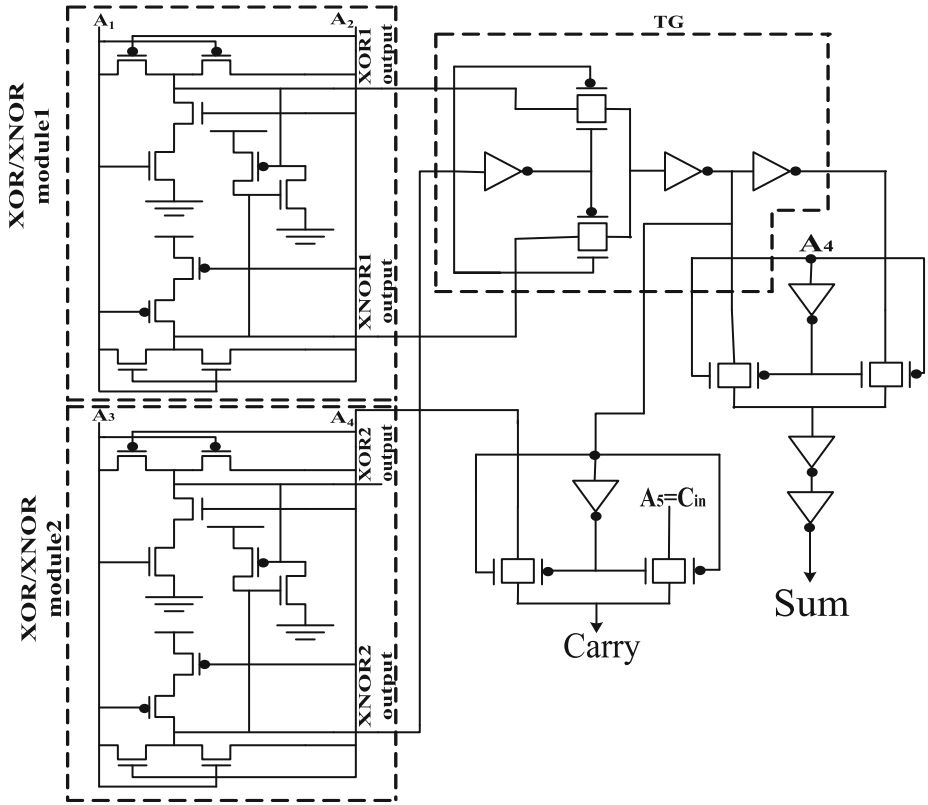 A1
A2
TG
XOR/XNOR
module1
XOR1
output
XNOR1
output
A4
A3
A4
XOR/XNOR
module2
XOR2
output
XNOR2
output
A5=Cin
Sum
Carry